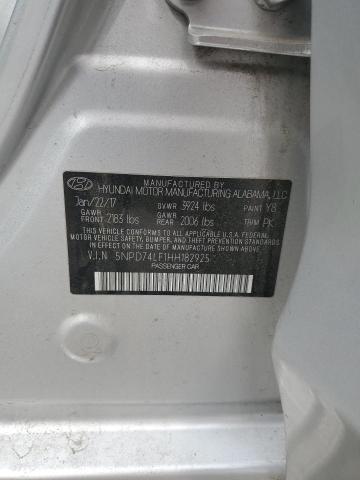 MANUFACTURED BY
HYUNDAI MOTOR MANUFACTURING ALABAMA, LLC
Jan/22/17 GVWR 3924 lbs PAINT Y8
GAWR FRONT 2183 lbs GAWR REAR 2006 lbs TRIM PK
THIS VEHICLE CONFORMS TO ALL APPLICABLE U.S.A. FEDERAL
MOTOR VEHICLE SAFETY, BUMPER, AND THEFT PREVENTION STANDARDS
IN EFFECT ON THE DATE OF MANUFACTURE SHOWN ABOVE.
V.I.N 5NPD74LF1HH182925
PASSENGER CAR